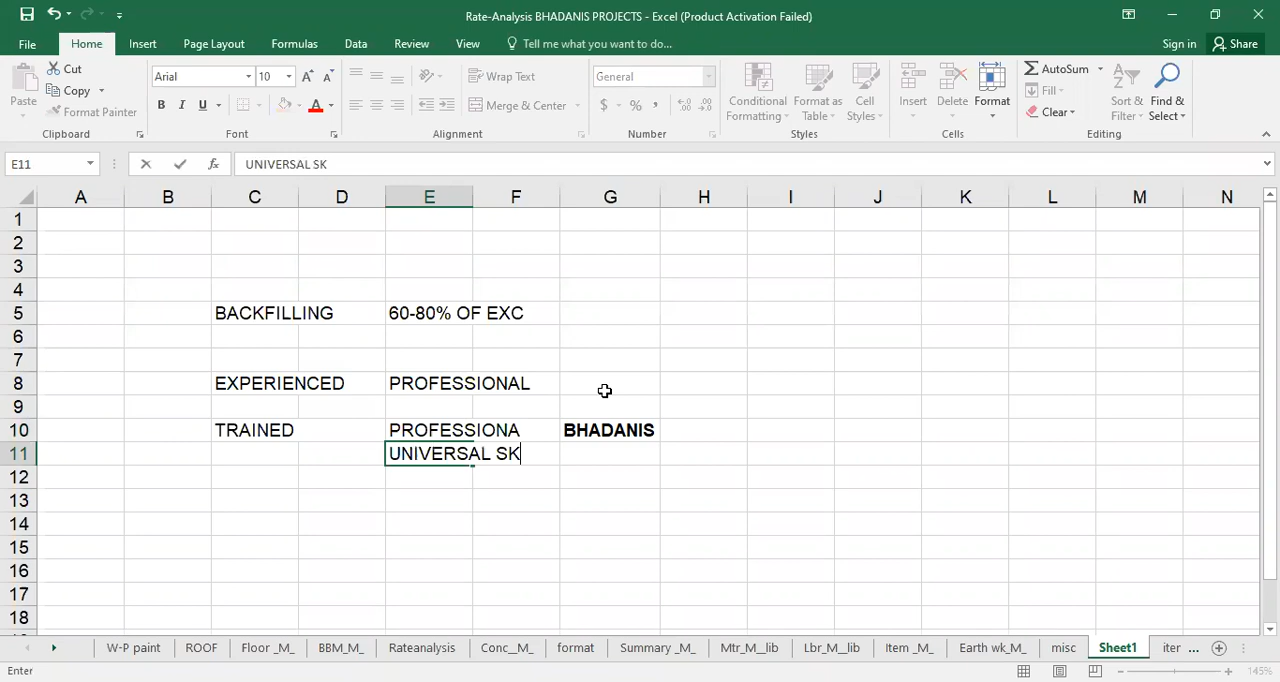 Rate-Analysis BHADANIS PROJECTS - Excel (Product Activation Failed)
File Home Insert Page Layout Formulas Data Review View Tell me what you want to do... Sign in Share
Paste Cut Copy Format Painter
Arial 10 B I U A
Wrap Text
Merge & Center
General
$ %
Conditional Formatting Format as Table Cell Styles
Insert Delete Format
AutoSum Fill Clear
Sort & Filter Find & Select
Clipboard Font Alignment Number Styles Cells Editing
E11 fx UNIVERSAL SK
A B C D E F G H I J K L M N
1
2
3
4
5 BACKFILLING 60-80% OF EXC
6
7
8 EXPERIENCED PROFESSIONAL
9
10 TRAINED PROFESSIONA BHADANIS
11 UNIVERSAL SK
12
13
14
15
16
17
18
W-P paint ROOF Floor _M_ BBM_M_ Rateanalysis Conc__M_ format Summary _M_ Mtr_M__lib Lbr_M__lib Item _M_ Earth wk_M_ misc Sheet1 iter ...
Enter 145%